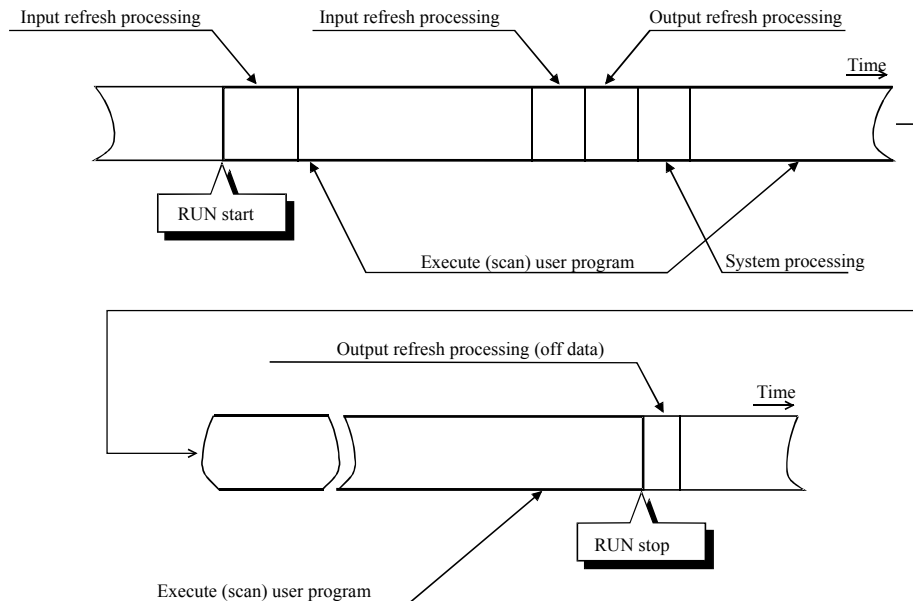 Input refresh processing
Input refresh processing
Output refresh processing
Time
RUN start
Execute (scan) user program
System processing
Output refresh processing (off data)
Time
RUN stop
Execute (scan) user program